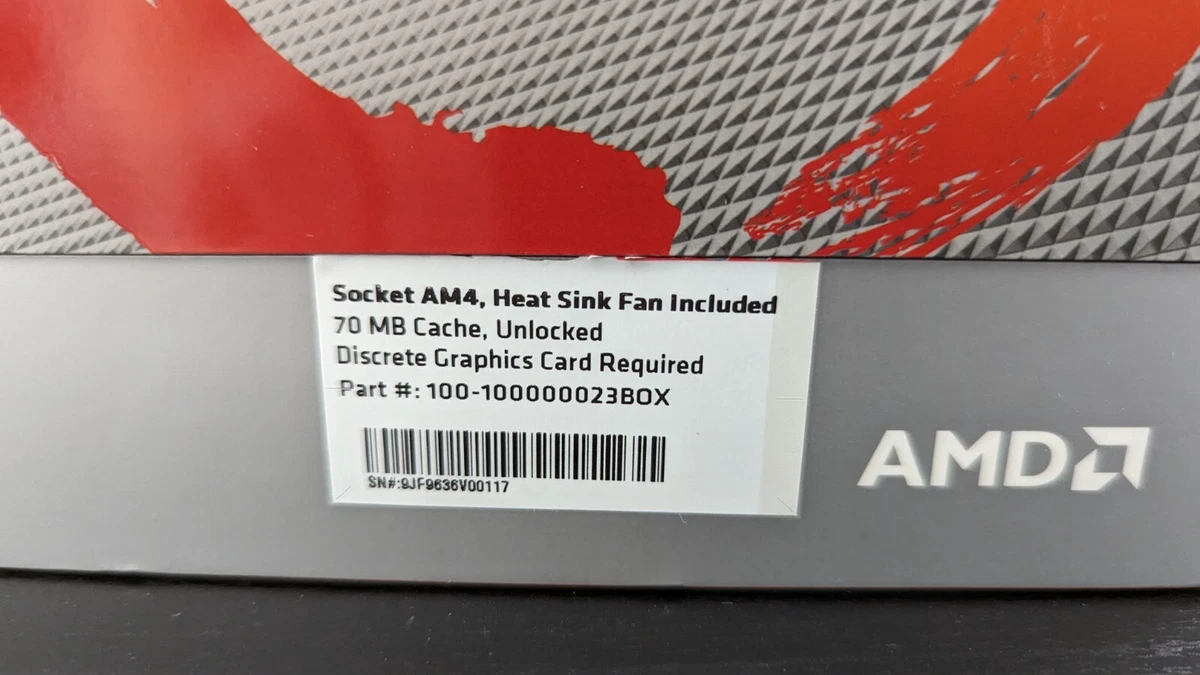 Socket AM4, Heat Sink Fan Included
70 MB Cache, Unlocked
Discrete Graphics Card Required
Part #: 100-100000023BOX
SN#:9JF9636V00117
AMD